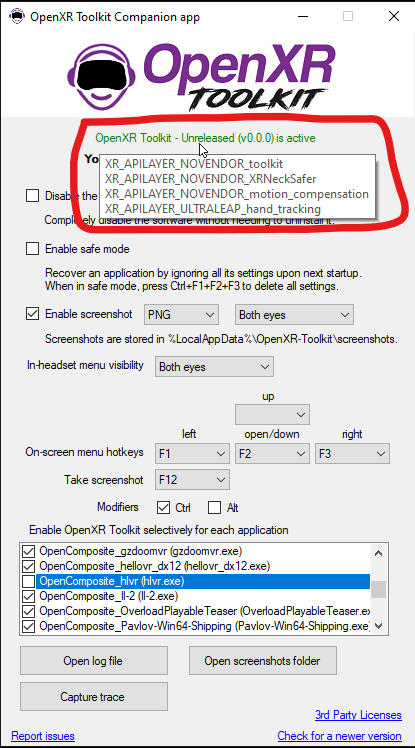 OpenXR Toolkit Companion app
OpenXR
TOOLKIT
OpenXR Toolkit - Unreleased (v0.0.0) is active
Yo
XR_APILAYER_NOVENDOR_toolkit
XR_APILAYER_NOVENDOR_XRNeckSafer
XR_APILAYER_NOVENDOR_motion_compensation
XR_APILAYER_ULTRALEAP_hand_tracking
Disable the
Completely disable the software without needing to uninstall it.
Enable safe mode
Recover an application by ignoring all its settings upon next startup.
When in safe mode, press Ctrl+F1+F2+F3 to delete all settings.
Enable screenshot PNG Both eyes
Screenshots are stored in %LocalAppData%\OpenXR-Toolkit\screenshots.
In-headset menu visibility Both eyes
up
left open/down right
On-screen menu hotkeys F1 F2 F3
Take screenshot F12
Modifiers Ctrl Alt
Enable OpenXR Toolkit selectively for each application
OpenComposite_gzdoomvr (gzdoomvr.exe)
OpenComposite_hellovr_dx12 (hellovr_dx12.exe)
OpenComposite_hlvr (hlvr.exe)
OpenComposite_ll-2 (ll-2.exe)
OpenComposite_OverloadPlayableTeaser (OverloadPlayableTeaser.exe
OpenComposite_Pavlov-Win64-Shipping (Pavlov-Win64-Shipping.exe)
Open log file Open screenshots folder
Capture trace
3rd Party Licenses
Report issues Check for a newer version